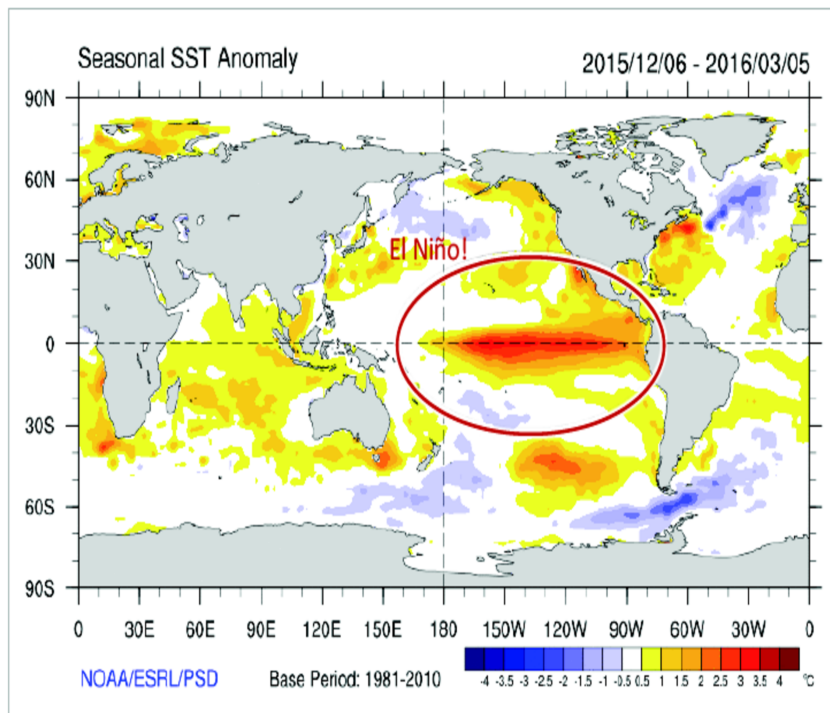 Seasonal SST Anomaly 2015/12/06 - 2016/03/05
90N
60N
El Niño!
30N
0
30S
60S
90S
0 30E 60E 90E 120E 150E 180 150W 120W 90W 60W 30W 0
NOAA/ESRL/PSD Base Period: 1981-2010
-4 -3.5 -3 -2.5 -2 -1.5 -1 -0.5 0.5 1 1.5 2 2.5 3 3.5 4 °C